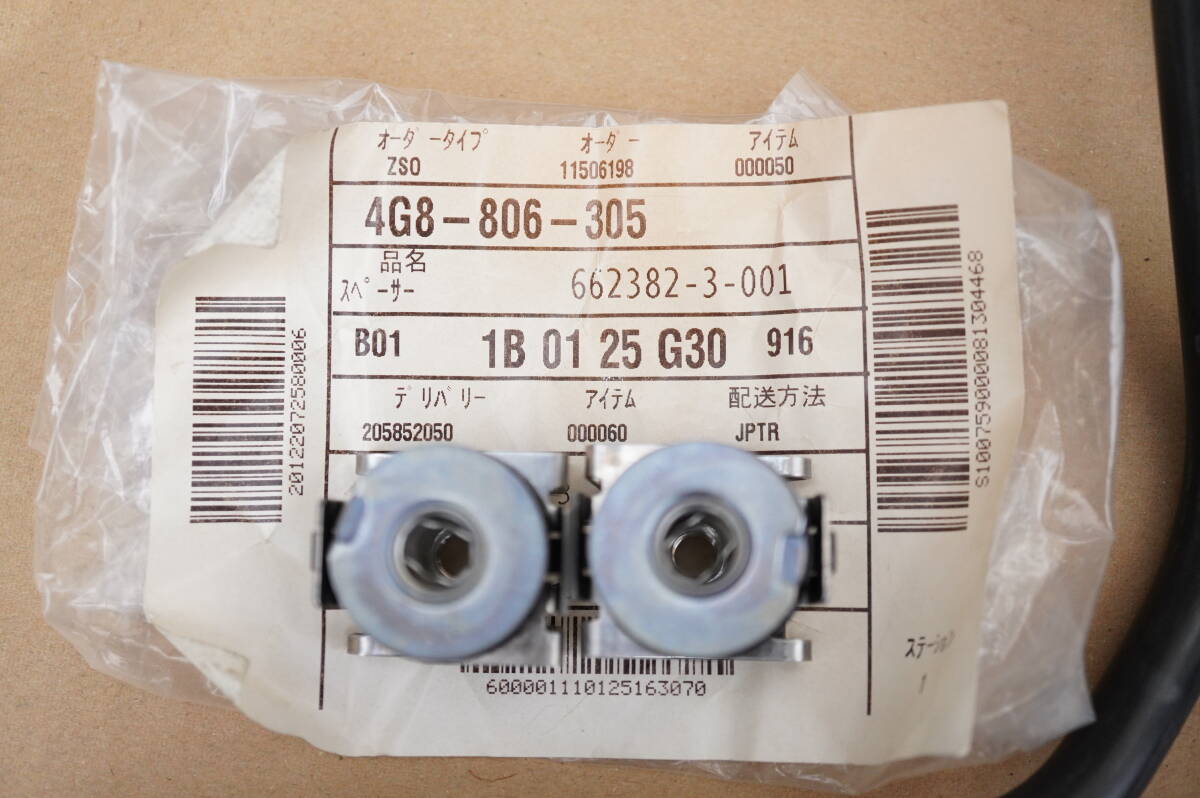 オーダータイプ オーダー アイテム
ZSO 11506198 000050
4G8-806-305
品名
スペーサー 662382-3-001
B01 1B 01 25 G30 916
デリバリー アイテム 配送方法
205852050 000060 JPTR
ステーション
600001110125163070
20122072580006
S1007590000081304468